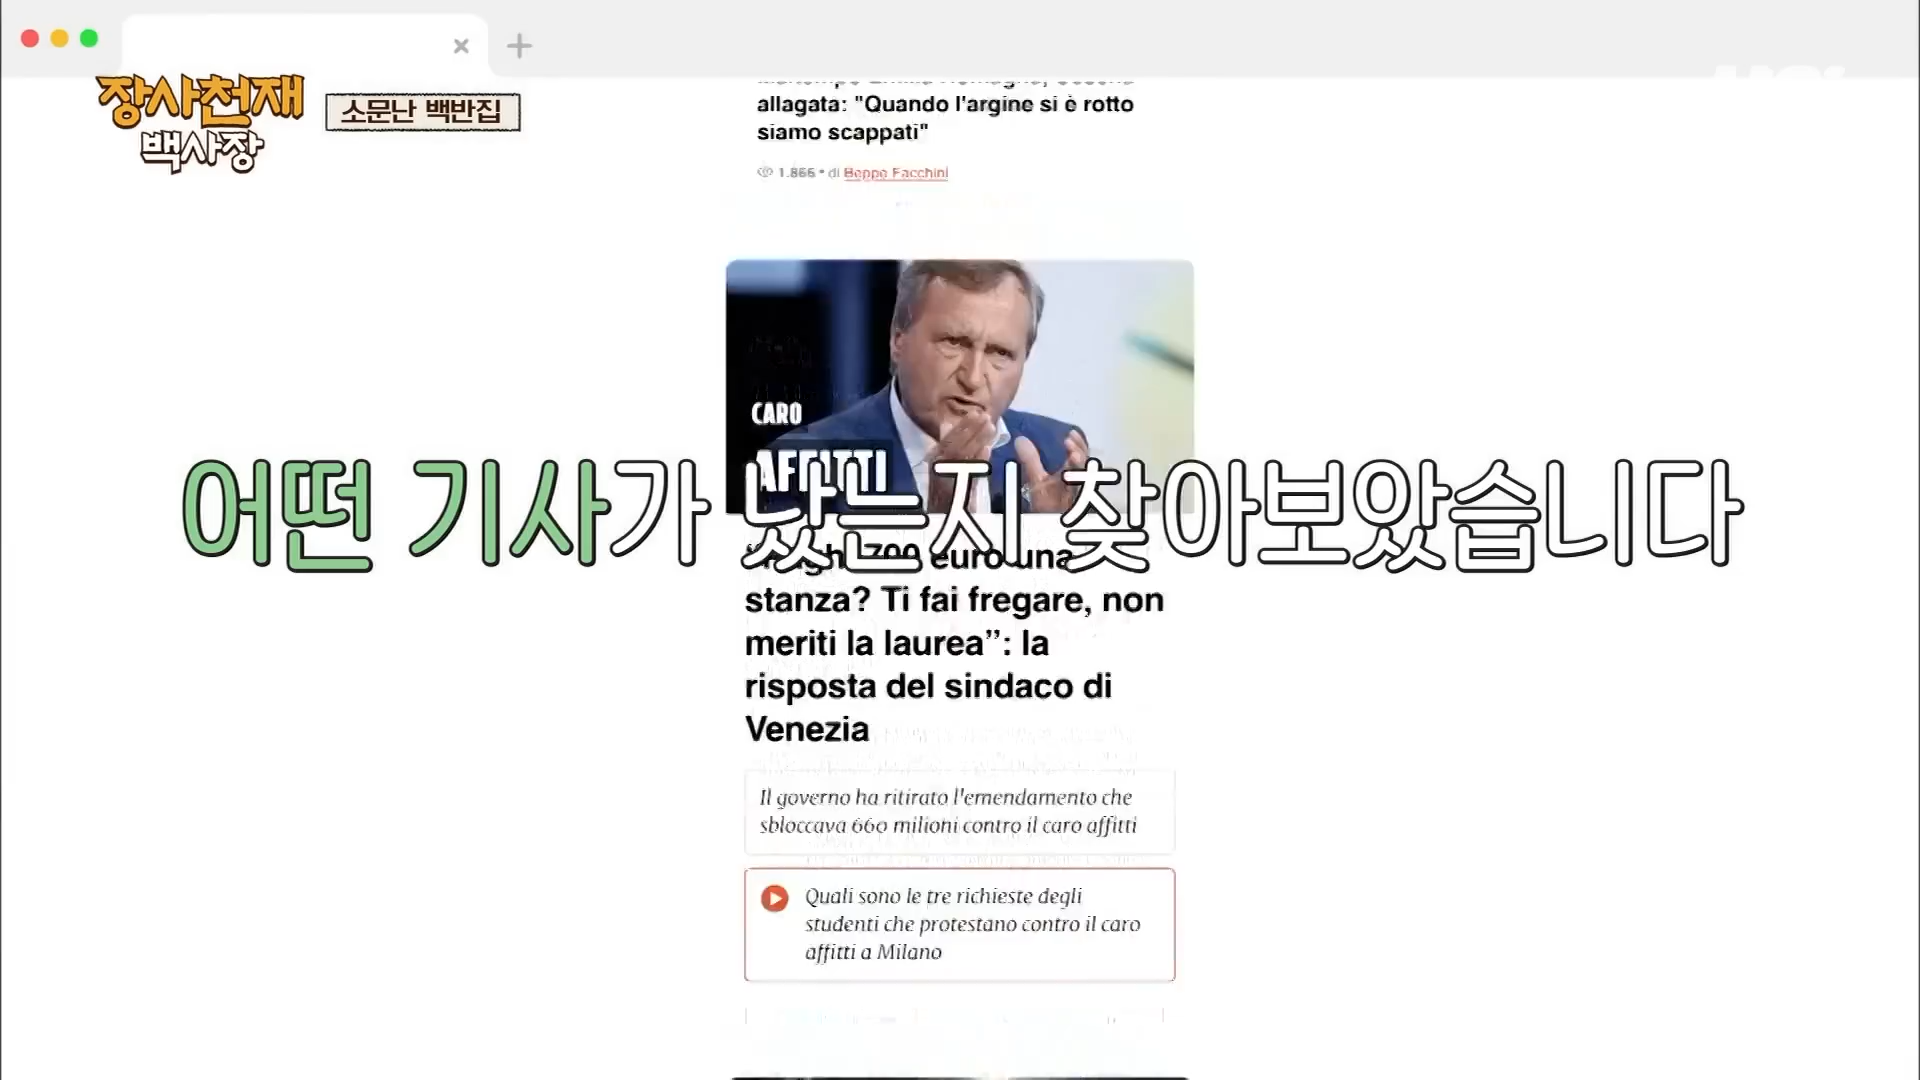 장사천재
백사장
소문난 백반집
allagata: "Quando l'argine si è rotto
siamo scappati"
1.866 • di Beppe Facchini
CARO
AFFITTI
어떤 기사가 났는지 찾아보았습니다
700 euro una
stanza? Ti fai fregare, non
meriti la laurea”: la
risposta del sindaco di
Venezia
Il governo ha ritirato l'emendamento che
sbloccava 660 milioni contro il caro affitti
Quali sono le tre richieste degli
studenti che protestano contro il caro
affitti a Milano